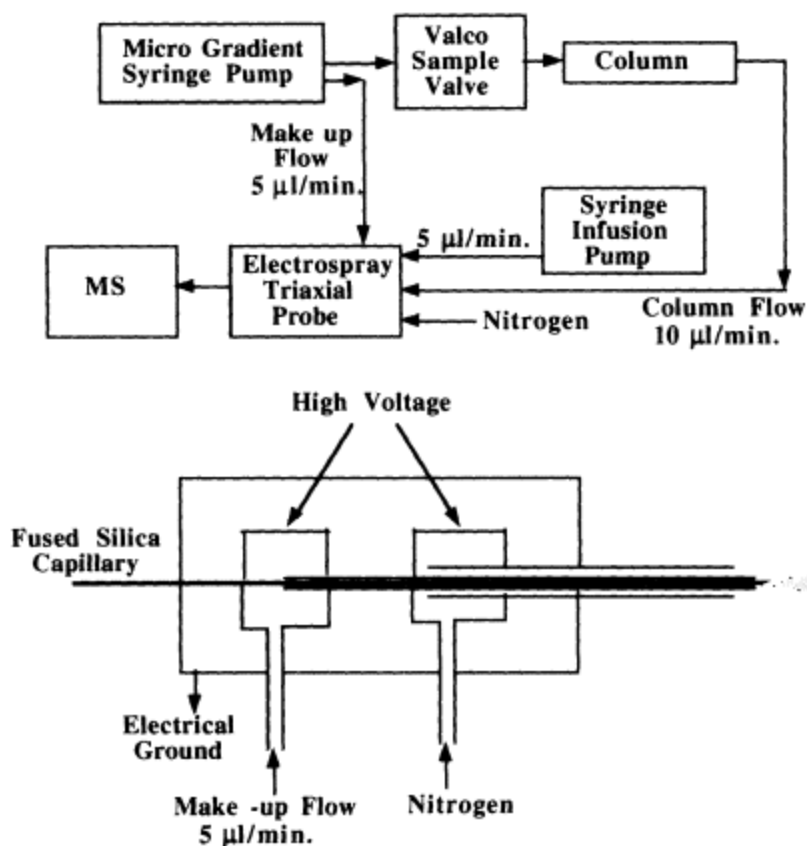 Micro Gradient
Syringe Pump
Valco
Sample
Valve
Column
Make up
Flow
5 µl/min.
Syringe
Infusion
Pump
5 µl/min.
MS
Electrospray
Triaxial
Probe
Nitrogen
Column Flow
10 µl/min.
High Voltage
Fused Silica
Capillary
Electrical
Ground
Make -up Flow
5 µl/min.
Nitrogen